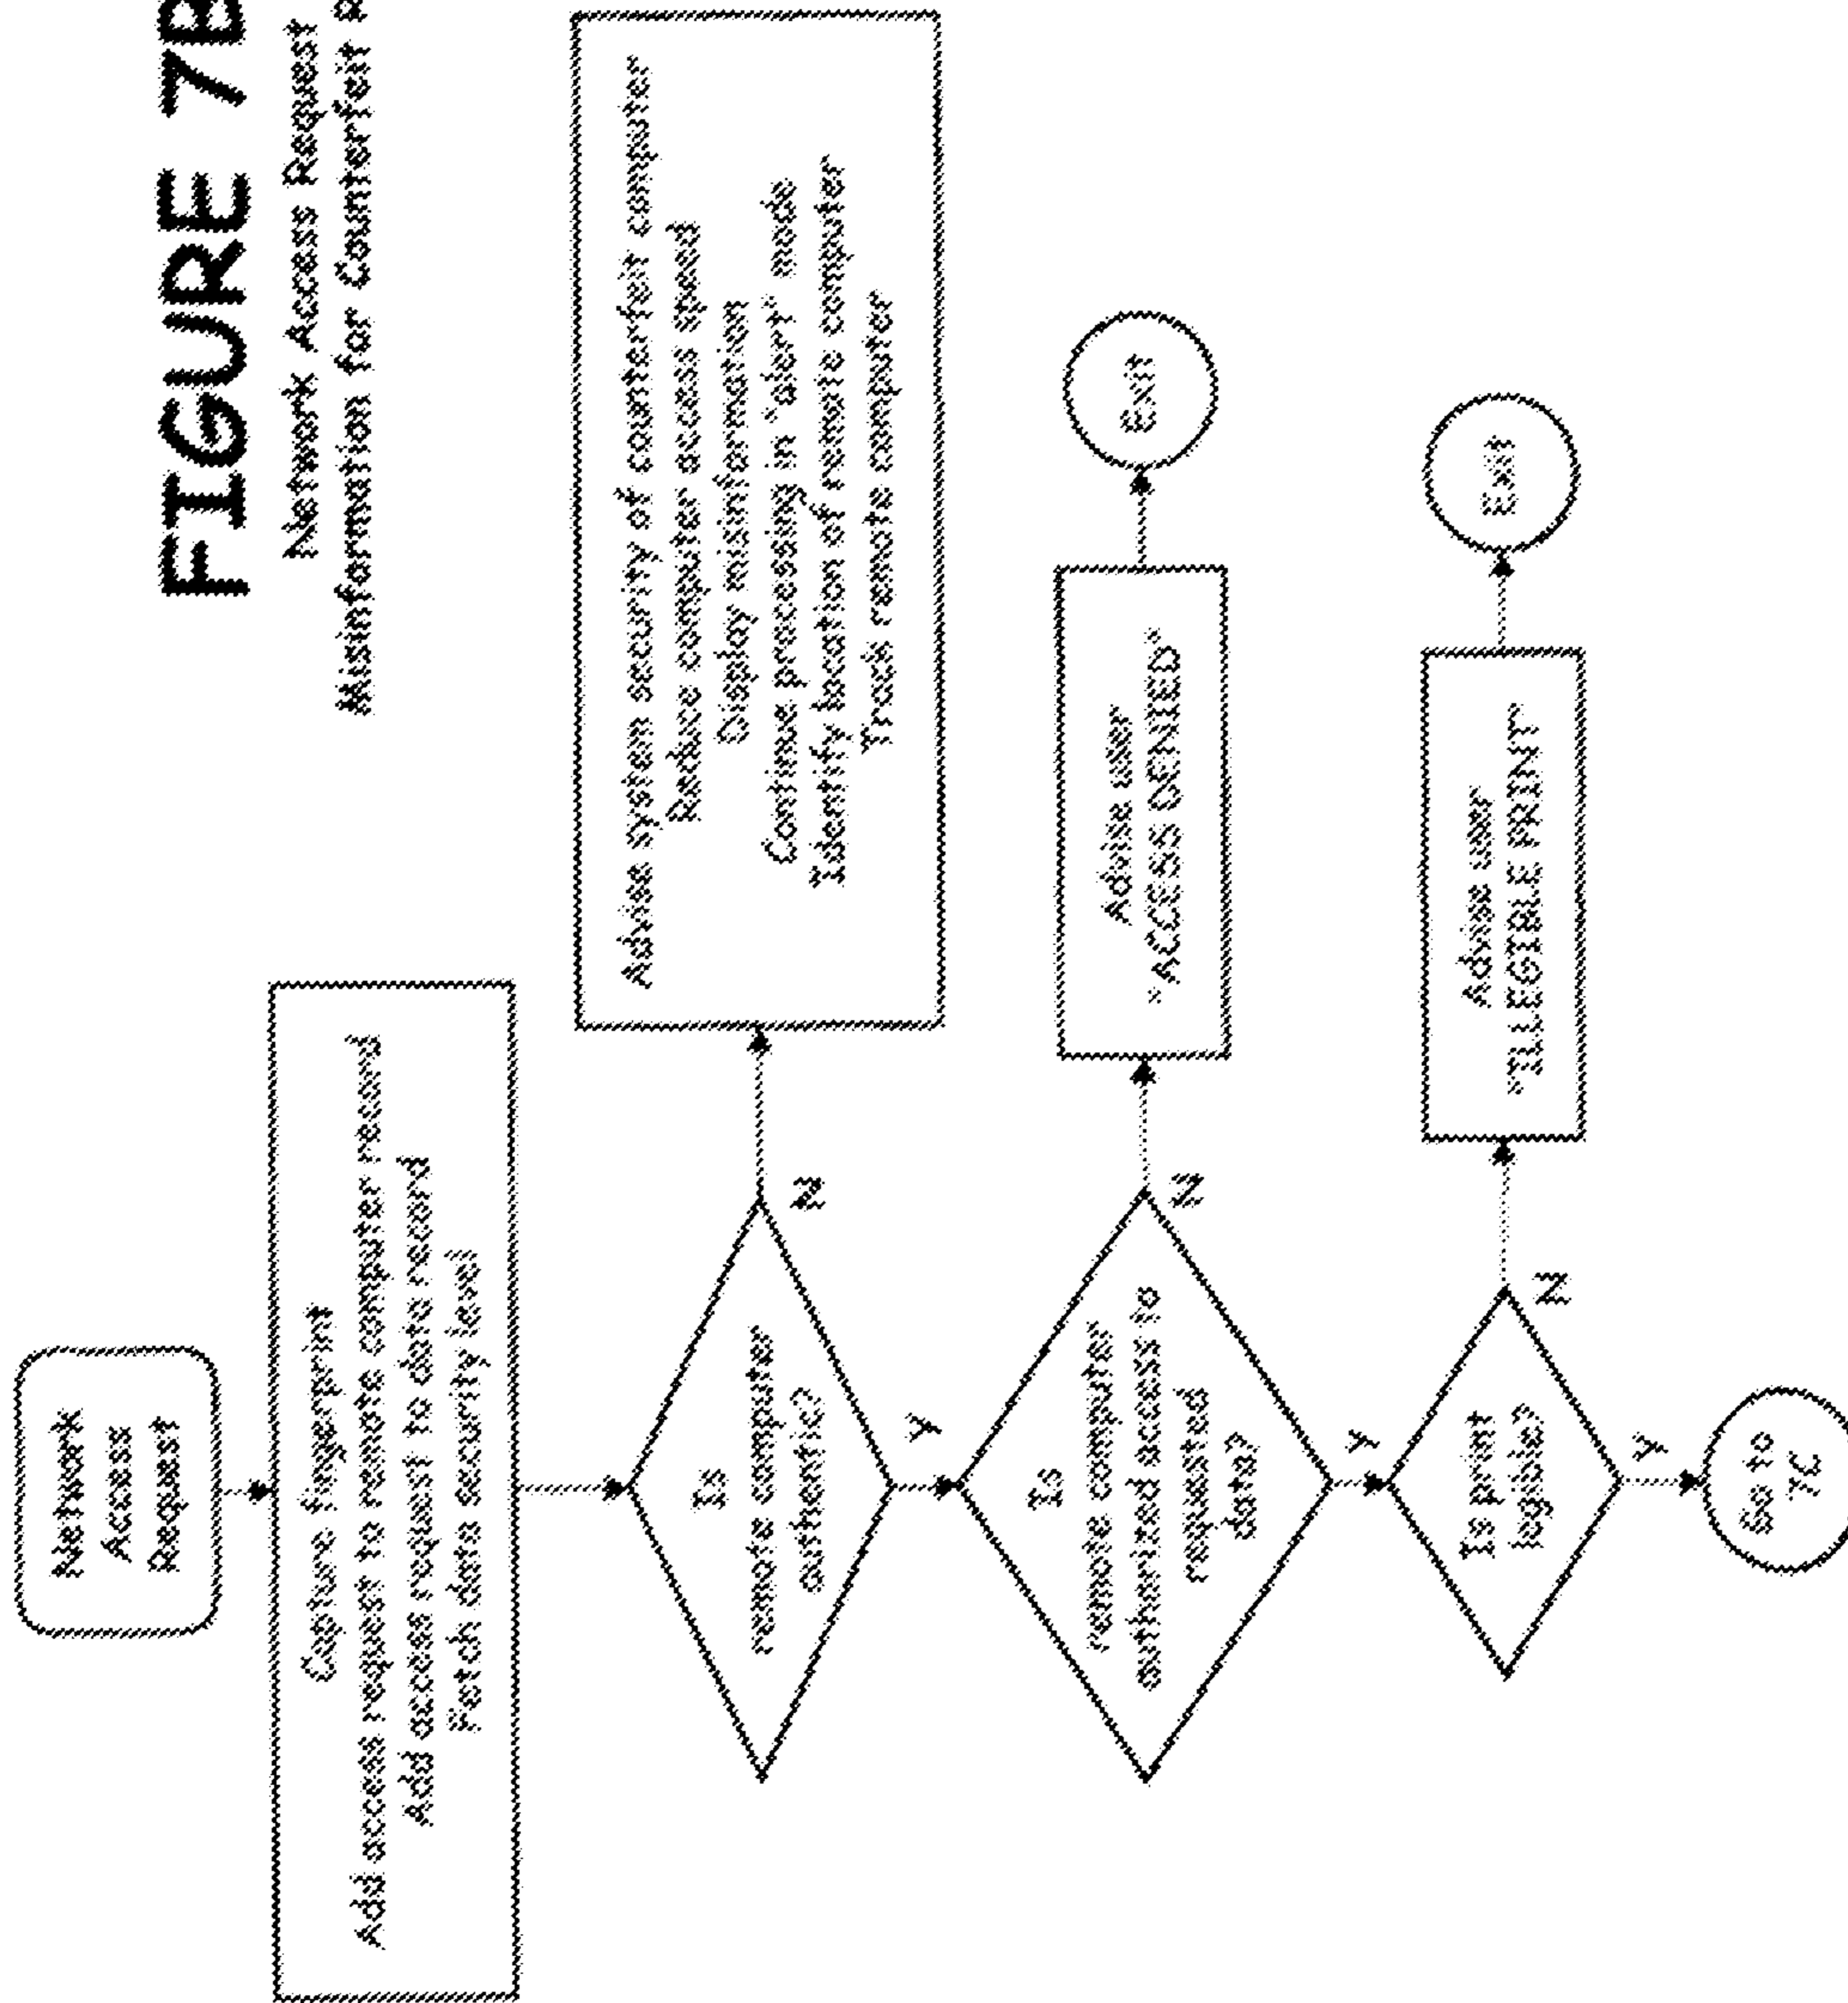 FIGURE 7B
Network Access Request
Misinformation for Counterfeit
Network
Access
Request
Capture fingerprint
Add access request to remote computer record
Add access request to data record
Fetch data security level
Is
remote computer
authentic?
N
Y
Advise system security of counterfeit computer
Reduce computer access speed
Display misinformation
Continue processing in "alert" mode
Identify location of remote computer
Track remote computer
Is
remote computer
authorized access to
requested
data?
N
Y
Advise user
"ACCESS DENIED"
Exit
Is print
legible?
N
Y
Advise user
"ILLEGIBLE PRINT"
Exit
Go to
7C